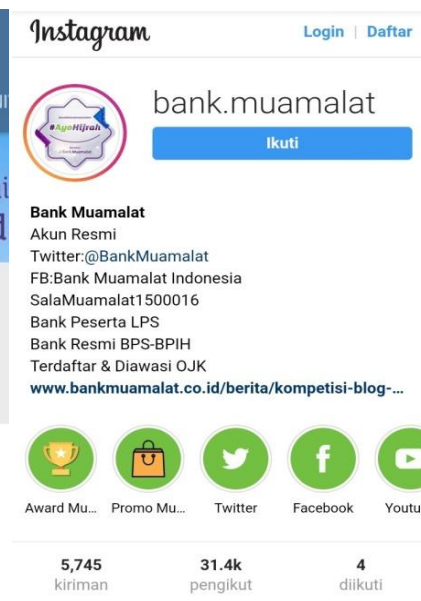 Instagram
Login | Daftar
#AyoHijrah
bank.muamalat
Ikuti
Bank Muamalat
Akun Resmi
Twitter:@BankMuamalat
FB:Bank Muamalat Indonesia
SalaMuamalat1500016
Bank Peserta LPS
Bank Resmi BPS-BPIH
Terdaftar & Diawasi OJK
www.bankmuamalat.co.id/berita/kompetisi-blog-...
Award Mu... Promo Mu... Twitter Facebook Youtu
5,745 31.4k 4
kiriman pengikut diikuti